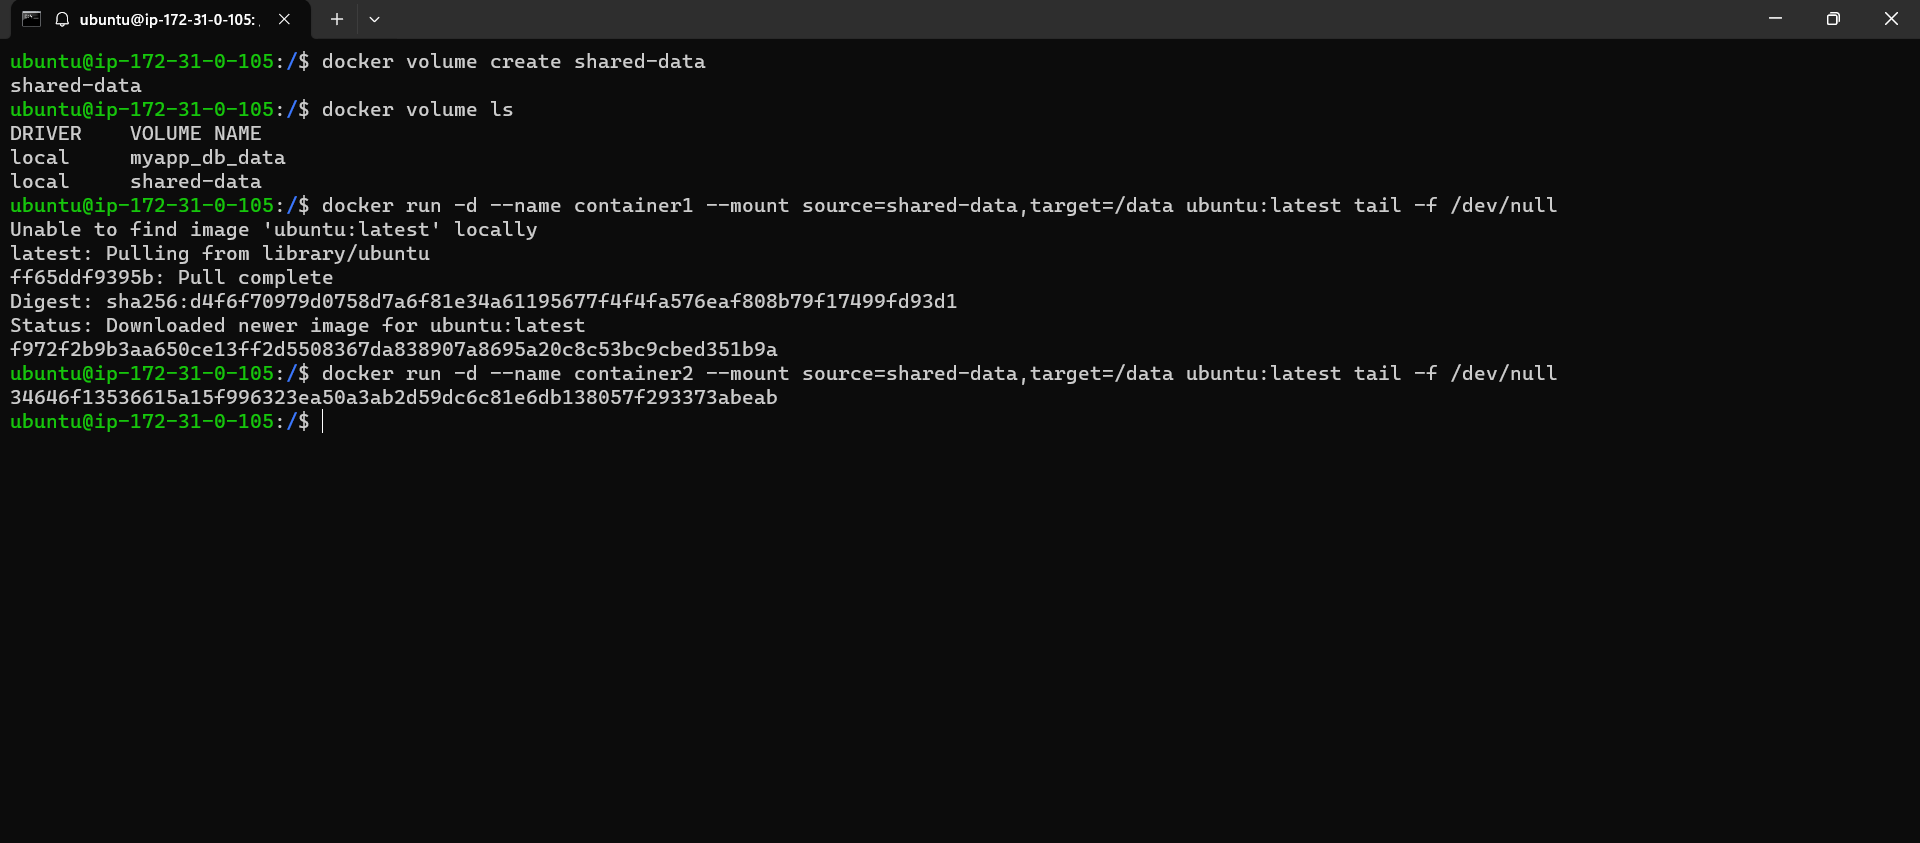 ubuntu@ip-172-31-0-105:
ubuntu@ip-172-31-0-105:/$ docker volume create shared-data
shared-data
ubuntu@ip-172-31-0-105:/$ docker volume ls
DRIVER    VOLUME NAME
local     myapp_db_data
local     shared-data
ubuntu@ip-172-31-0-105:/$ docker run -d --name container1 --mount source=shared-data,target=/data ubuntu:latest tail -f /dev/null
Unable to find image 'ubuntu:latest' locally
latest: Pulling from library/ubuntu
ff65ddf9395b: Pull complete
Digest: sha256:d4f6f70979d0758d7a6f81e34a61195677f4f4fa576eaf808b79f17499fd93d1
Status: Downloaded newer image for ubuntu:latest
f972f2b9b3aa650ce13ff2d5508367da838907a8695a20c8c53bc9cbed351b9a
ubuntu@ip-172-31-0-105:/$ docker run -d --name container2 --mount source=shared-data,target=/data ubuntu:latest tail -f /dev/null
34646f13536615a15f996323ea50a3ab2d59dc6c81e6db138057f293373abeab
ubuntu@ip-172-31-0-105:/$